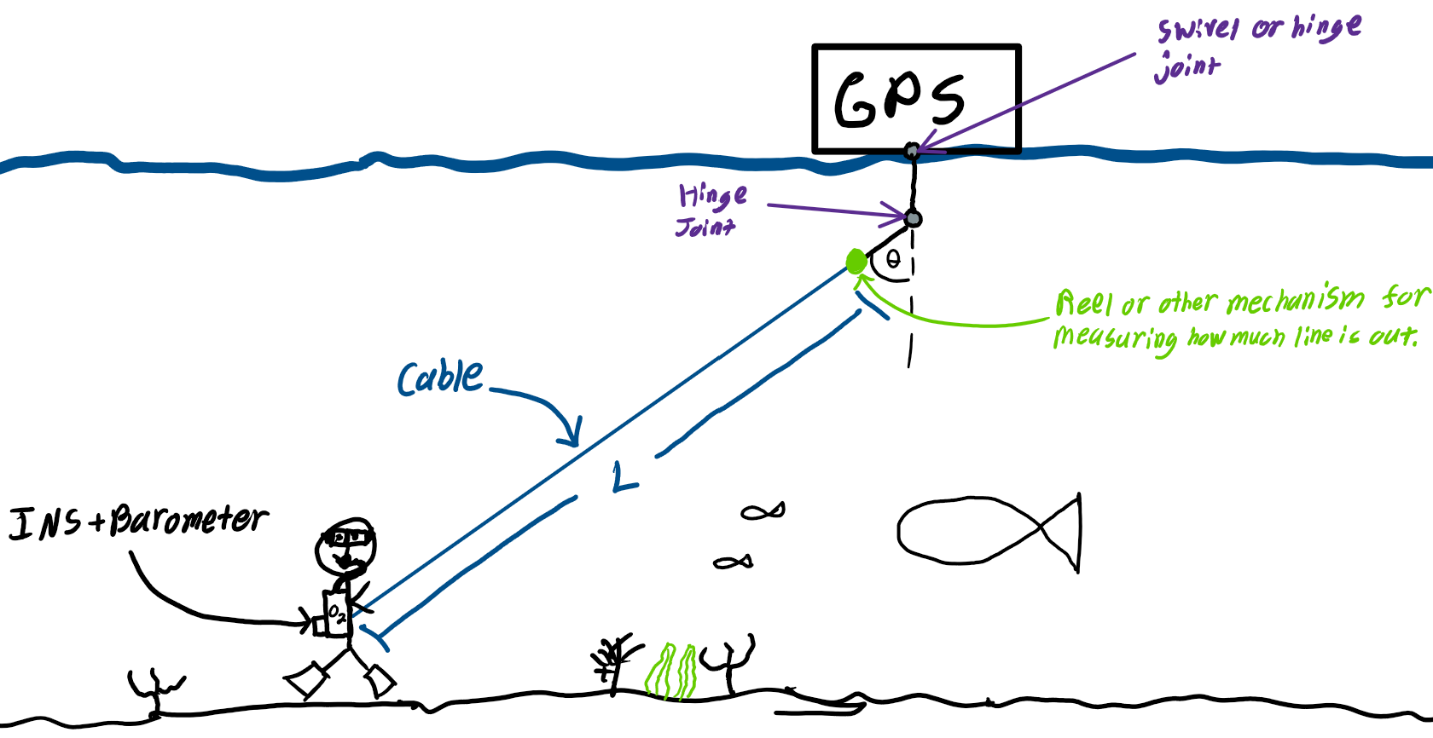 Swivel or hinge
joint
GPS
Hinge
Joint
θ
Reel or other mechanism for
measuring how much line is out.
Cable
L
INS+Barometer
O2